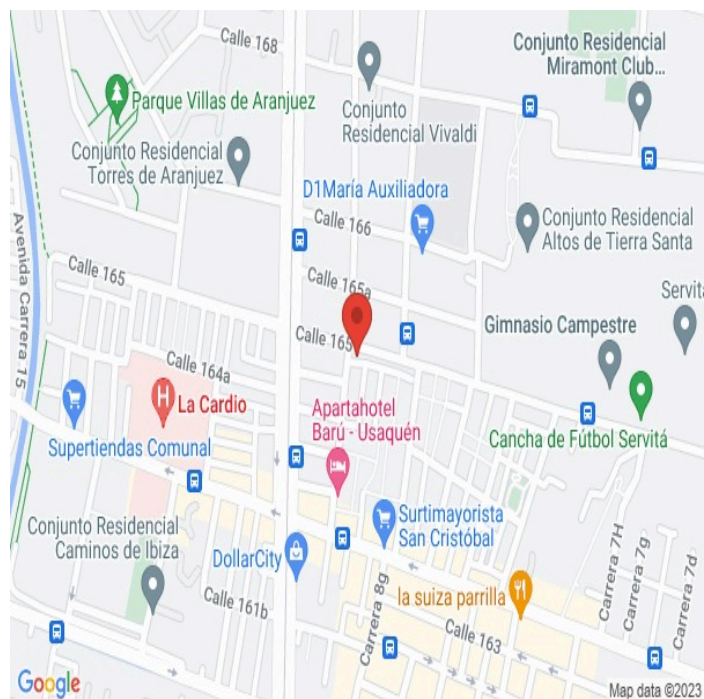 Calle 168
Conjunto Residencial
Miramont Club...
Parque Villas de Aranjuez
Conjunto
Residencial Vivaldi
Conjunto Residencial
Torres de Aranjuez
D1María Auxiliadora
Calle 166
Conjunto Residencial
Altos de Tierra Santa
Avenida Carrera 15
Calle 165
Calle 165a
Servitá
Calle 165
Gimnasio Campestre
Calle 164a
H
La Cardio
Apartahotel
Barú - Usaquén
Supertiendas Comunal
Cancha de Fútbol Servitá
Surtimayorista
San Cristóbal
Conjunto Residencial
Caminos de Ibiza
DollarCity
Carrera 7H
Carrera 7g
Carrera 7d
la suiza parrilla
Calle 161b
Carrera 8g
Calle 163
Google
Map data ©2023